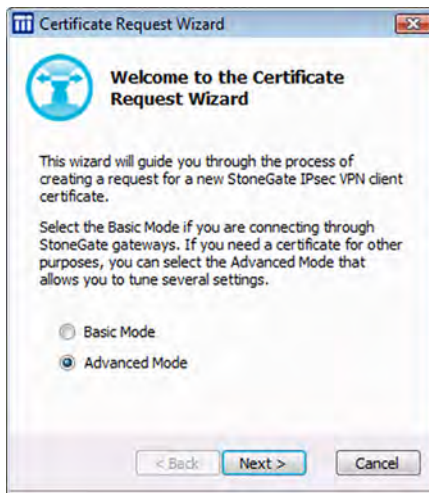 Certificate Request Wizard
Welcome to the Certificate
Request Wizard
This wizard will guide you through the process of
creating a request for a new StoneGate IPsec VPN client
certificate.
Select the Basic Mode if you are connecting through
StoneGate gateways. If you need a certificate for other
purposes, you can select the Advanced Mode that
allows you to tune several settings.
Basic Mode
Advanced Mode
< Back Next > Cancel